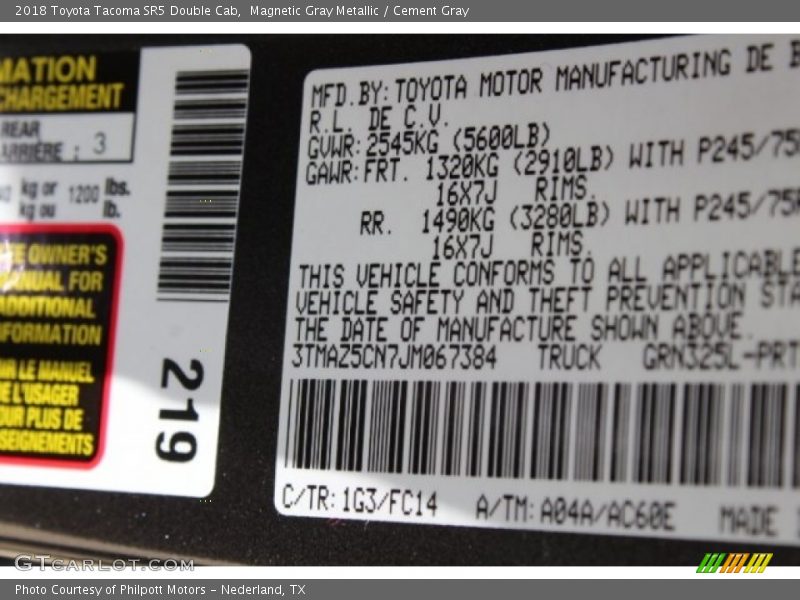 2018 Toyota Tacoma SR5 Double Cab,  Magnetic Gray Metallic / Cement Gray
MATION
CHARGEMENT
REAR
ARRIÈRE : 3
kg or 1200 lbs.
kg ou lb.
OWNER'S
MANUAL FOR
ADDITIONAL
INFORMATION
LE MANUEL
DE L'USAGER
POUR PLUS DE
SEIGNEMENTS
219
MFD.BY:TOYOTA MOTOR MANUFACTURING DE B
R.L. DE C.V.
GVWR:2545KG (5600LB)
GAWR:FRT. 1320KG (2910LB) WITH P245/75
16X7J RIMS.
RR. 1490KG (3280LB) WITH P245/75
16X7J RIMS.
THIS VEHICLE CONFORMS TO ALL APPLICABLE
VEHICLE SAFETY AND THEFT PREVENTION STA
THE DATE OF MANUFACTURE SHOWN ABOVE.
3TMAZ5CN7JM067384 TRUCK GRN325L-PRT
C/TR:1G3/FC14 A/TM:A04A/AC60E MADE
GTCarLot.com
Photo Courtesy of Philpott Motors - Nederland, TX